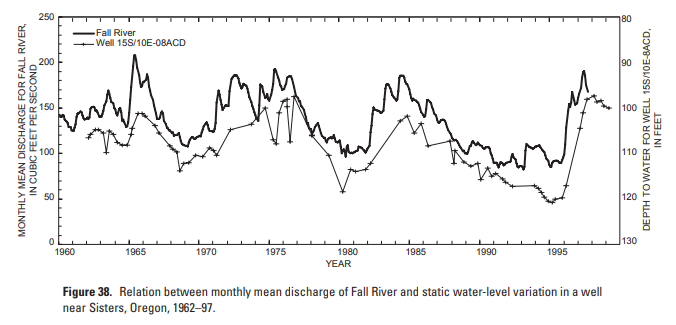 MONTHLY MEAN DISCHARGE FOR FALL RIVER,
IN CUBIC FEET PER SECOND
250
200
150
100
50
0
Fall River
Well 15S/10E-08ACD
80
90
100
110
120
130
DEPTH TO WATER FOR WELL 15S/10E-8ACD,
IN FEET
1960
1965
1970
1975
1980
1985
1990
1995
YEAR
Figure 38. Relation between monthly mean discharge of Fall River and static water-level variation in a well
near Sisters, Oregon, 1962–97.